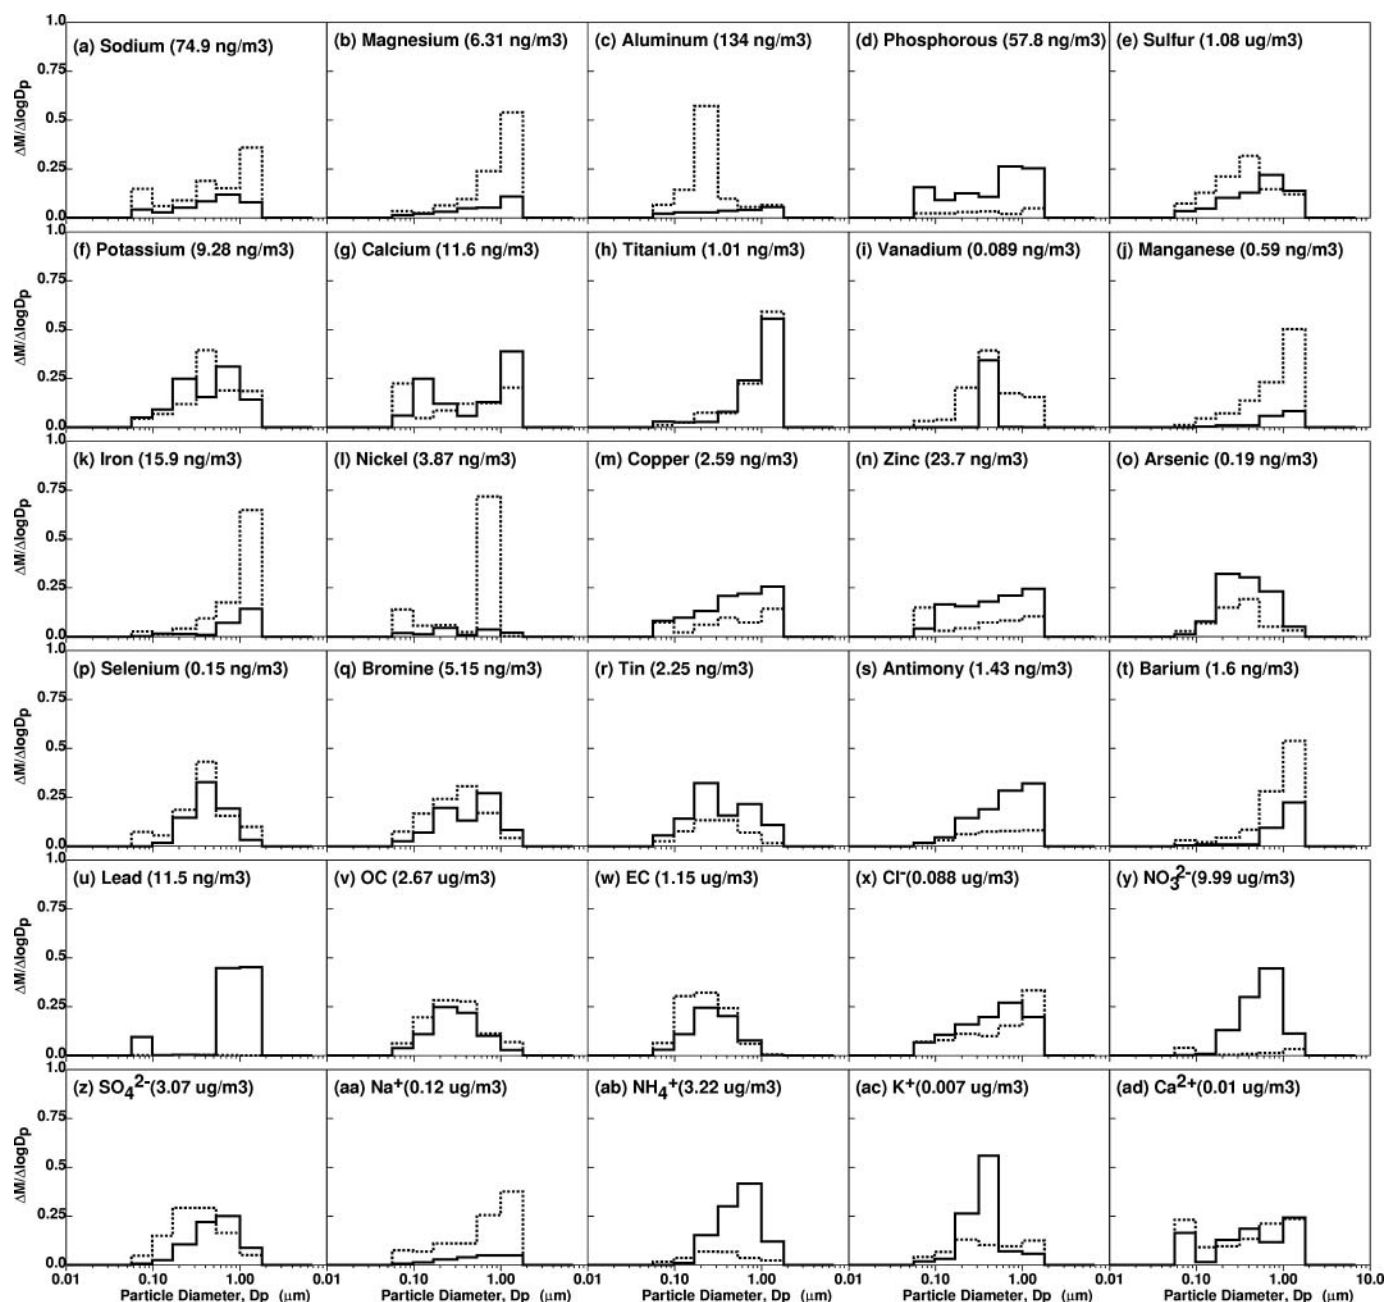 1.0
(a) Sodium (74.9 ng/m3) (b) Magnesium (6.31 ng/m3) (c) Aluminum (134 ng/m3) (d) Phosphorous (57.8 ng/m3) (e) Sulfur (1.08 ug/m3)
0.75
0.5
0.25
0.0
ΔM/ΔlogDp
1.0
(f) Potassium (9.28 ng/m3) (g) Calcium (11.6 ng/m3) (h) Titanium (1.01 ng/m3) (i) Vanadium (0.089 ng/m3) (j) Manganese (0.59 ng/m3)
0.75
0.5
0.25
0.0
ΔM/ΔlogDp
1.0
(k) Iron (15.9 ng/m3) (l) Nickel (3.87 ng/m3) (m) Copper (2.59 ng/m3) (n) Zinc (23.7 ng/m3) (o) Arsenic (0.19 ng/m3)
0.75
0.5
0.25
0.0
ΔM/ΔlogDp
1.0
(p) Selenium (0.15 ng/m3) (q) Bromine (5.15 ng/m3) (r) Tin (2.25 ng/m3) (s) Antimony (1.43 ng/m3) (t) Barium (1.6 ng/m3)
0.75
0.5
0.25
0.0
ΔM/ΔlogDp
1.0
(u) Lead (11.5 ng/m3) (v) OC (2.67 ug/m3) (w) EC (1.15 ug/m3) (x) Cl⁻(0.088 ug/m3) (y) NO₃²⁻(9.99 ug/m3)
0.75
0.5
0.25
0.0
ΔM/ΔlogDp
1.0
(z) SO₄²⁻(3.07 ug/m3) (aa) Na⁺(0.12 ug/m3) (ab) NH₄⁺(3.22 ug/m3) (ac) K⁺(0.007 ug/m3) (ad) Ca²⁺(0.01 ug/m3)
0.75
0.5
0.25
0.0
ΔM/ΔlogDp
0.01 0.10 1.00 0.01 0.10 1.00 0.01 0.10 1.00 0.01 0.10 1.00 0.01 0.10 1.00 10.0
Particle Diameter, Dp (μm) Particle Diameter, Dp (μm) Particle Diameter, Dp (μm) Particle Diameter, Dp (μm) Particle Diameter, Dp (μm)